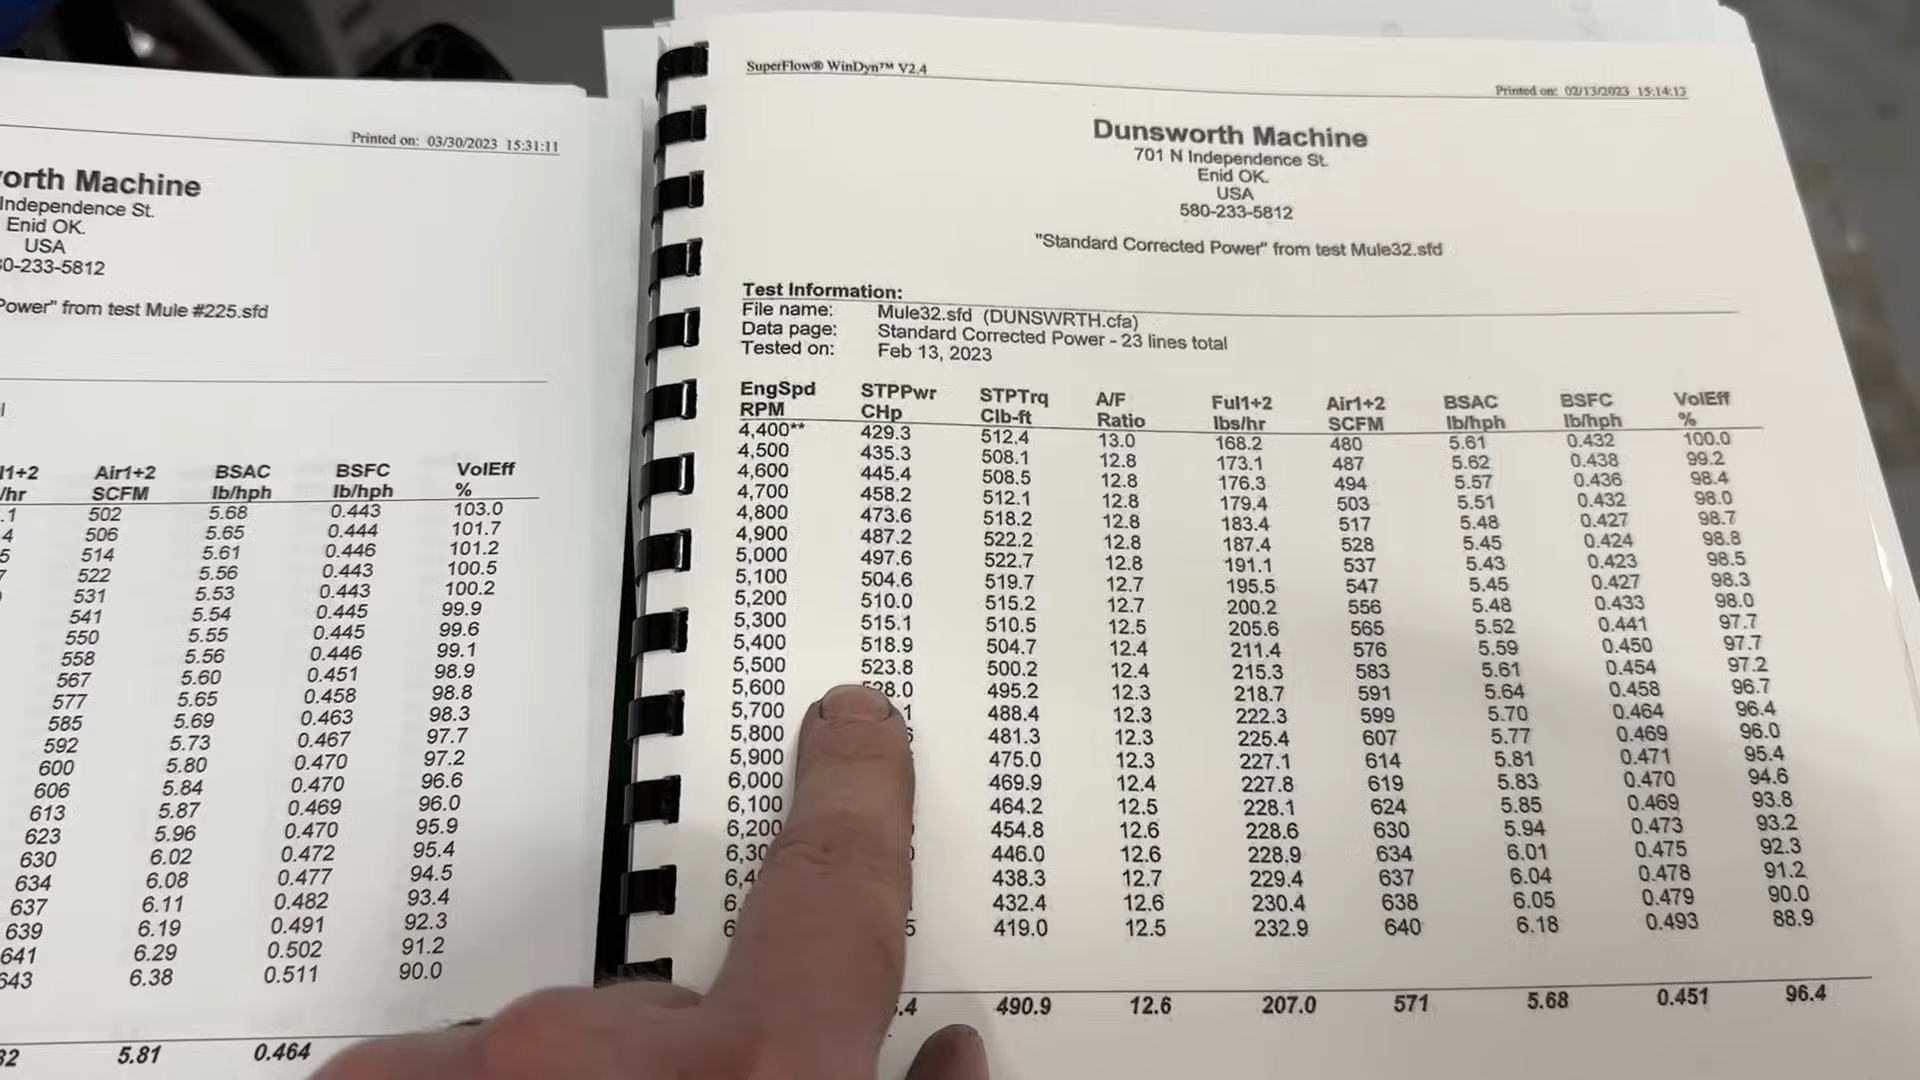 Printed on: 03/30/2023 15:31:11
orth Machine
Independence St.
Enid OK.
USA
0-233-5812
Power" from test Mule #225.sfd
1+2 Air1+2 BSAC BSFC VolEff
/hr SCFM lb/hph lb/hph %
.1 502 5.68 0.443 103.0
4 506 5.65 0.444 101.7
5 514 5.61 0.446 101.2
522 5.56 0.443 100.5
531 5.53 0.443 100.2
541 5.54 0.445 99.9
550 5.55 0.445 99.6
558 5.56 0.446 99.1
567 5.60 0.451 98.9
577 5.65 0.458 98.8
585 5.69 0.463 98.3
592 5.73 0.467 97.7
600 5.80 0.470 97.2
606 5.84 0.470 96.6
613 5.87 0.469 96.0
623 5.96 0.470 95.9
630 6.02 0.472 95.4
634 6.08 0.477 94.5
637 6.11 0.482 93.4
639 6.19 0.491 92.3
641 6.29 0.502 91.2
643 6.38 0.511 90.0
5.81 0.464
SuperFlow® WinDyn™ V2.4
Printed on: 02/13/2023 15:14:13
Dunsworth Machine
701 N Independence St.
Enid OK.
USA
580-233-5812
"Standard Corrected Power" from test Mule32.sfd
Test Information:
File name: Mule32.sfd (DUNSWRTH.cfa)
Data page: Standard Corrected Power - 23 lines total
Tested on: Feb 13, 2023
EngSpd STPPwr STPTrq A/F Ful1+2 Air1+2 BSAC BSFC VolEff
RPM CHp Clb-ft Ratio lbs/hr SCFM lb/hph lb/hph %
4,400** 429.3 512.4 13.0 168.2 480 5.61 0.432 100.0
4,500 435.3 508.1 12.8 173.1 487 5.62 0.438 99.2
4,600 445.4 508.5 12.8 176.3 494 5.57 0.436 98.4
4,700 458.2 512.1 12.8 179.4 503 5.51 0.432 98.0
4,800 473.6 518.2 12.8 183.4 517 5.48 0.427 98.7
4,900 487.2 522.2 12.8 187.4 528 5.45 0.424 98.8
5,000 497.6 522.7 12.8 191.1 537 5.43 0.423 98.5
5,100 504.6 519.7 12.7 195.5 547 5.45 0.427 98.3
5,200 510.0 515.2 12.7 200.2 556 5.48 0.433 98.0
5,300 515.1 510.5 12.5 205.6 565 5.52 0.441 97.7
5,400 518.9 504.7 12.4 211.4 576 5.59 0.450 97.7
5,500 523.8 500.2 12.4 215.3 583 5.61 0.454 97.2
5,600 528.0 495.2 12.3 218.7 591 5.64 0.458 96.7
5,700 1 488.4 12.3 222.3 599 5.70 0.464 96.4
5,800 481.3 12.3 225.4 607 5.77 0.469 96.0
5,900 475.0 12.3 227.1 614 5.81 0.471 95.4
6,000 469.9 12.4 227.8 619 5.83 0.470 94.6
6,100 464.2 12.5 228.1 624 5.85 0.469 93.8
6,200 454.8 12.6 228.6 630 5.94 0.473 93.2
6,30 446.0 12.6 228.9 634 6.01 0.475 92.3
6,4 438.3 12.7 229.4 637 6.04 0.478 91.2
6, 432.4 12.6 230.4 638 6.05 0.479 90.0
6 5 419.0 12.5 232.9 640 6.18 0.493 88.9
.4 490.9 12.6 207.0 571 5.68 0.451 96.4